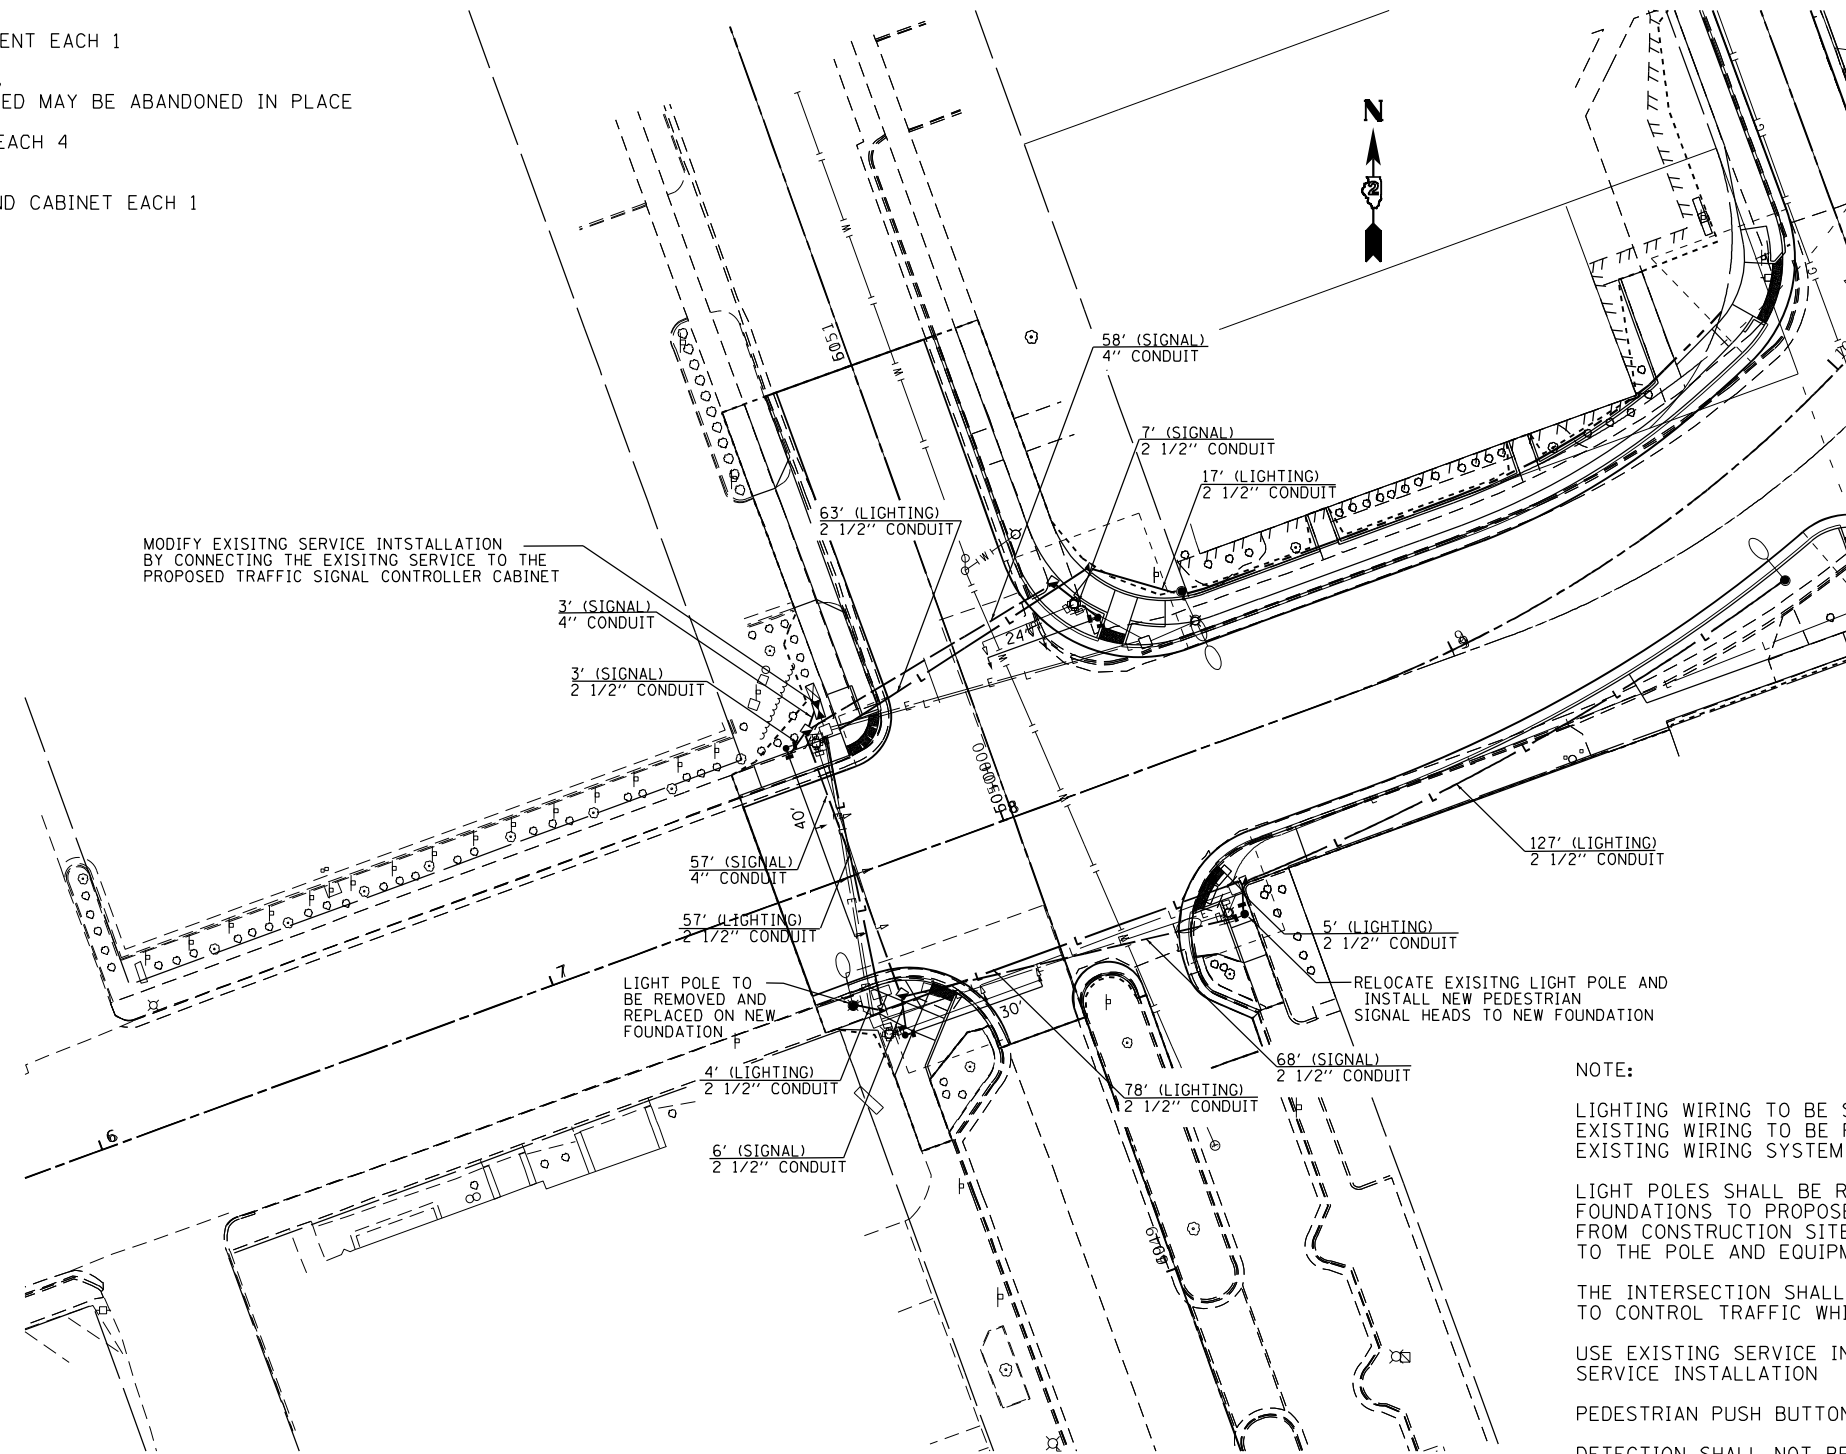 ENT EACH 1
ED MAY BE ABANDONED IN PLACE
EACH 4
ND CABINET EACH 1
N
2
6051
58' (SIGNAL)
4'' CONDUIT
7' (SIGNAL)
2 1/2'' CONDUIT
17' (LIGHTING)
2 1/2'' CONDUIT
63' (LIGHTING)
2 1/2'' CONDUIT
MODIFY EXISITNG SERVICE INTSTALLATION
BY CONNECTING THE EXISITNG SERVICE TO THE
PROPOSED TRAFFIC SIGNAL CONTROLLER CABINET
3' (SIGNAL)
4'' CONDUIT
24'
3' (SIGNAL)
2 1/2'' CONDUIT
9
8
40'
57' (SIGNAL)
4'' CONDUIT
127' (LIGHTING)
2 1/2'' CONDUIT
57' (LIGHTING)
2 1/2'' CONDUIT
5' (LIGHTING)
2 1/2'' CONDUIT
7
LIGHT POLE TO
BE REMOVED AND
REPLACED ON NEW
FOUNDATION
RELOCATE EXISITNG LIGHT POLE AND
INSTALL NEW PEDESTRIAN
SIGNAL HEADS TO NEW FOUNDATION
30'
4' (LIGHTING)
2 1/2'' CONDUIT
68' (SIGNAL)
2 1/2'' CONDUIT
78' (LIGHTING)
2 1/2'' CONDUIT
6
6' (SIGNAL)
2 1/2'' CONDUIT
6049
NOTE:
LIGHTING WIRING TO BE S
EXISTING WIRING TO BE
EXISTING WIRING SYSTEM
LIGHT POLES SHALL BE R
FOUNDATIONS TO PROPOSE
FROM CONSTRUCTION SITE
TO THE POLE AND EQUIPM
THE INTERSECTION SHALL
TO CONTROL TRAFFIC WHI
USE EXISTING SERVICE IN
SERVICE INSTALLATION
PEDESTRIAN PUSH BUTTON
DETECTION SHALL NOT